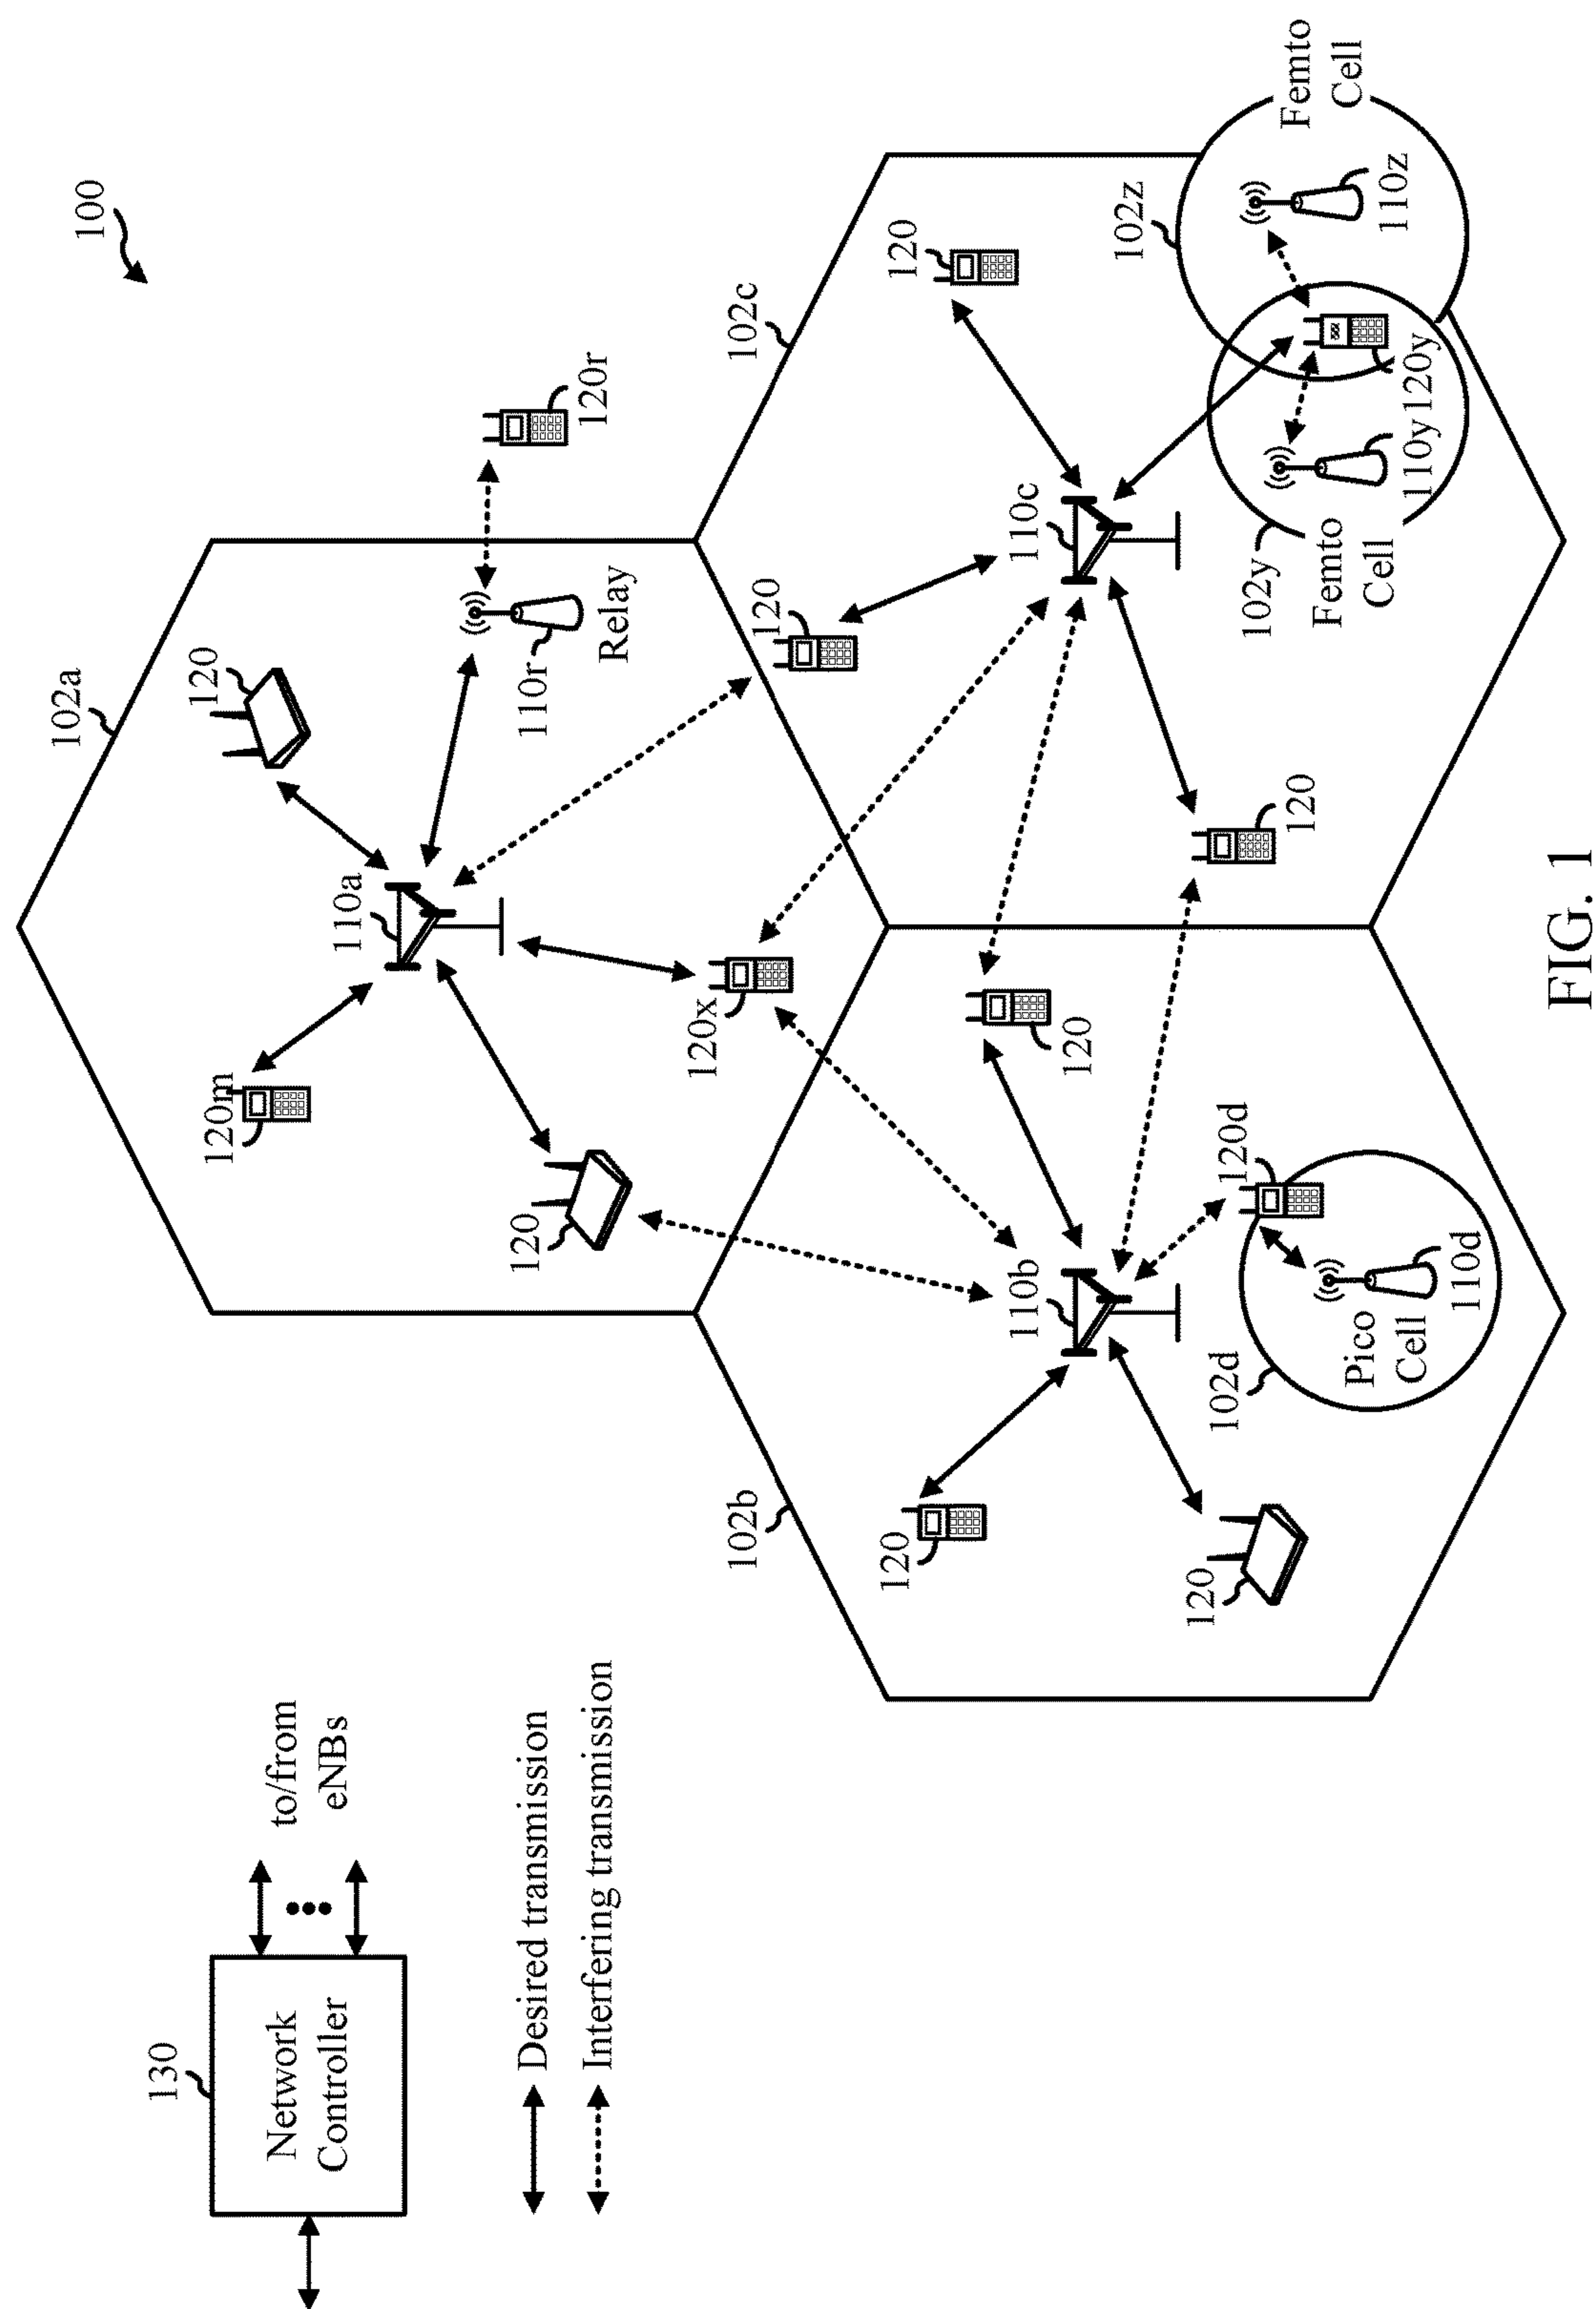 100
130
Network
Controller
to/from
eNBs
Desired transmission
Interfering transmission
102a
120
120m
110a
120
110r
Relay
120r
120x
102b
120
110b
120
120
120d
102d
Pico
Cell
110d
102c
120
120
110c
120
102y
Femto
Cell
110y
120y
102z
110z
Femto
Cell
FIG. 1